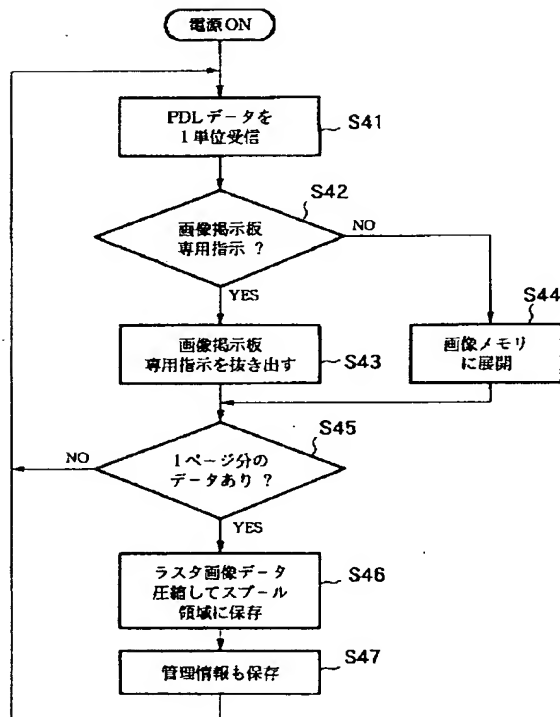 電源ON
PDLデータを
1単位受信
S41
S42
画像掲示板
専用指示 ?
NO
YES
S44
画像掲示板
専用指示を抜き出す
S43
画像メモリ
に展開
S45
NO
1ページ分の
データあり ?
YES
ラスタ画像データ
圧縮してスプール
領域に保存
S46
管理情報も保存
S47